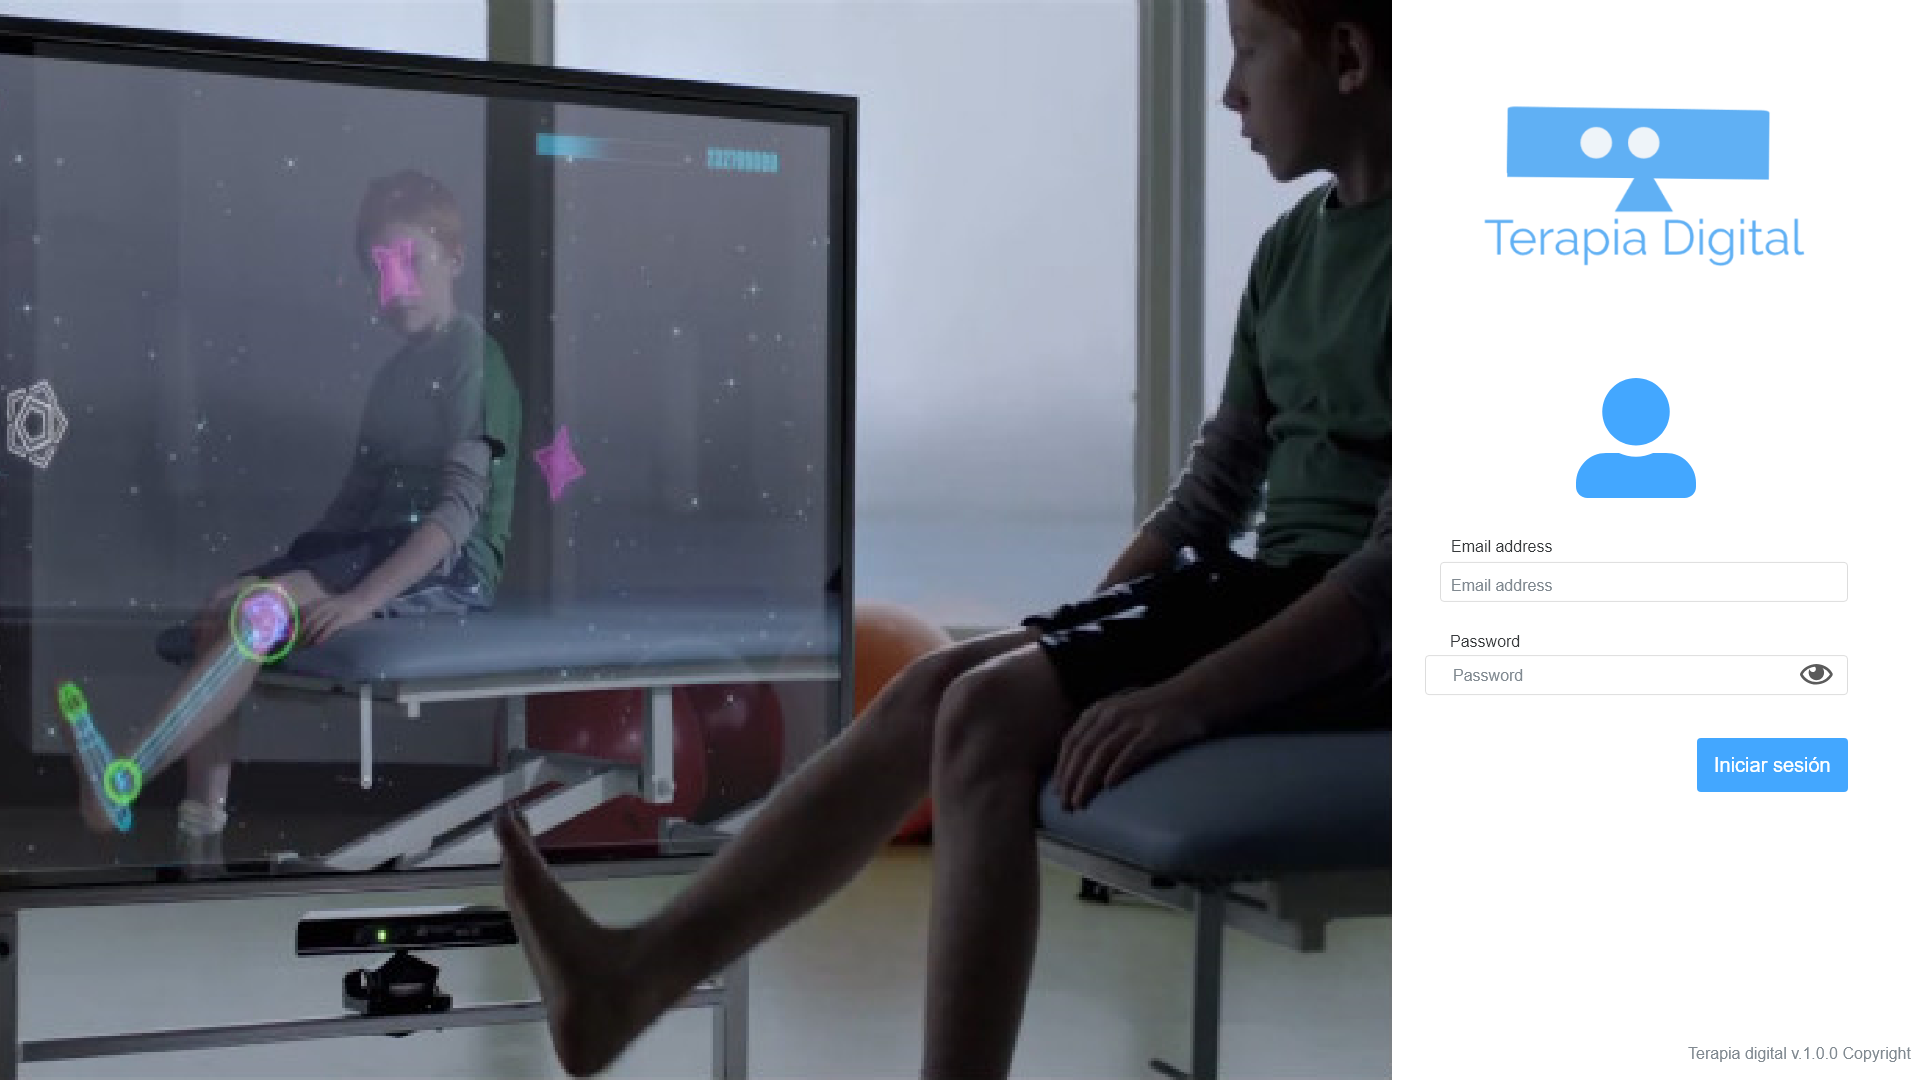 Terapia Digital
Email address
Email address
Password
Password
Iniciar sesión
Terapia digital v.1.0.0 Copyright